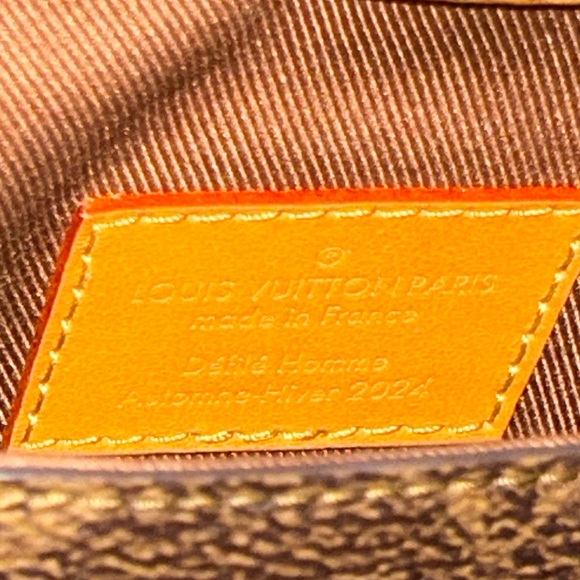 ®
LOUIS VUITTON PARIS
made in France
Défilé Homme
Automne-Hiver 2024